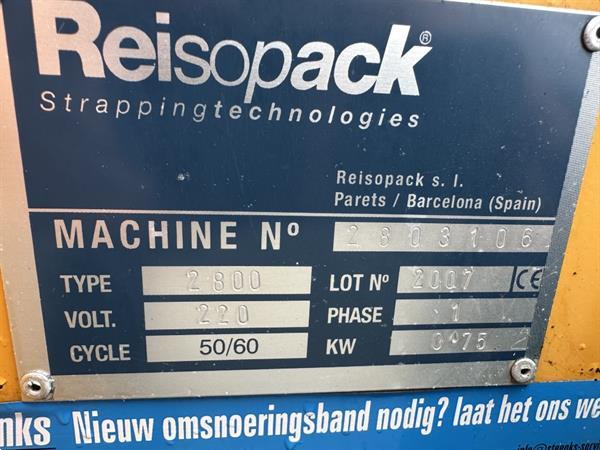 Reisopack®
Strappingtechnologies
Reisopack s. l.
Parets / Barcelona (Spain)
MACHINE Nº 2803106
TYPE 2800 LOT Nº 2007 CE
VOLT. 220 PHASE 1
CYCLE 50/60 KW 0'75
nks Nieuw omsnoeringsband nodig? laat het ons we